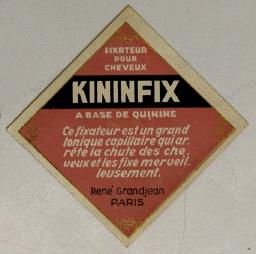 FIXATEUR
POUR
CHEVEUX
KININFIX
A BASE DE QUININE
Ce fixateur est un grand
tonique capillaire qui ar.
rête la chute des che.
veux et les fixe merveil.
leusement.
René Grandjean
PARIS